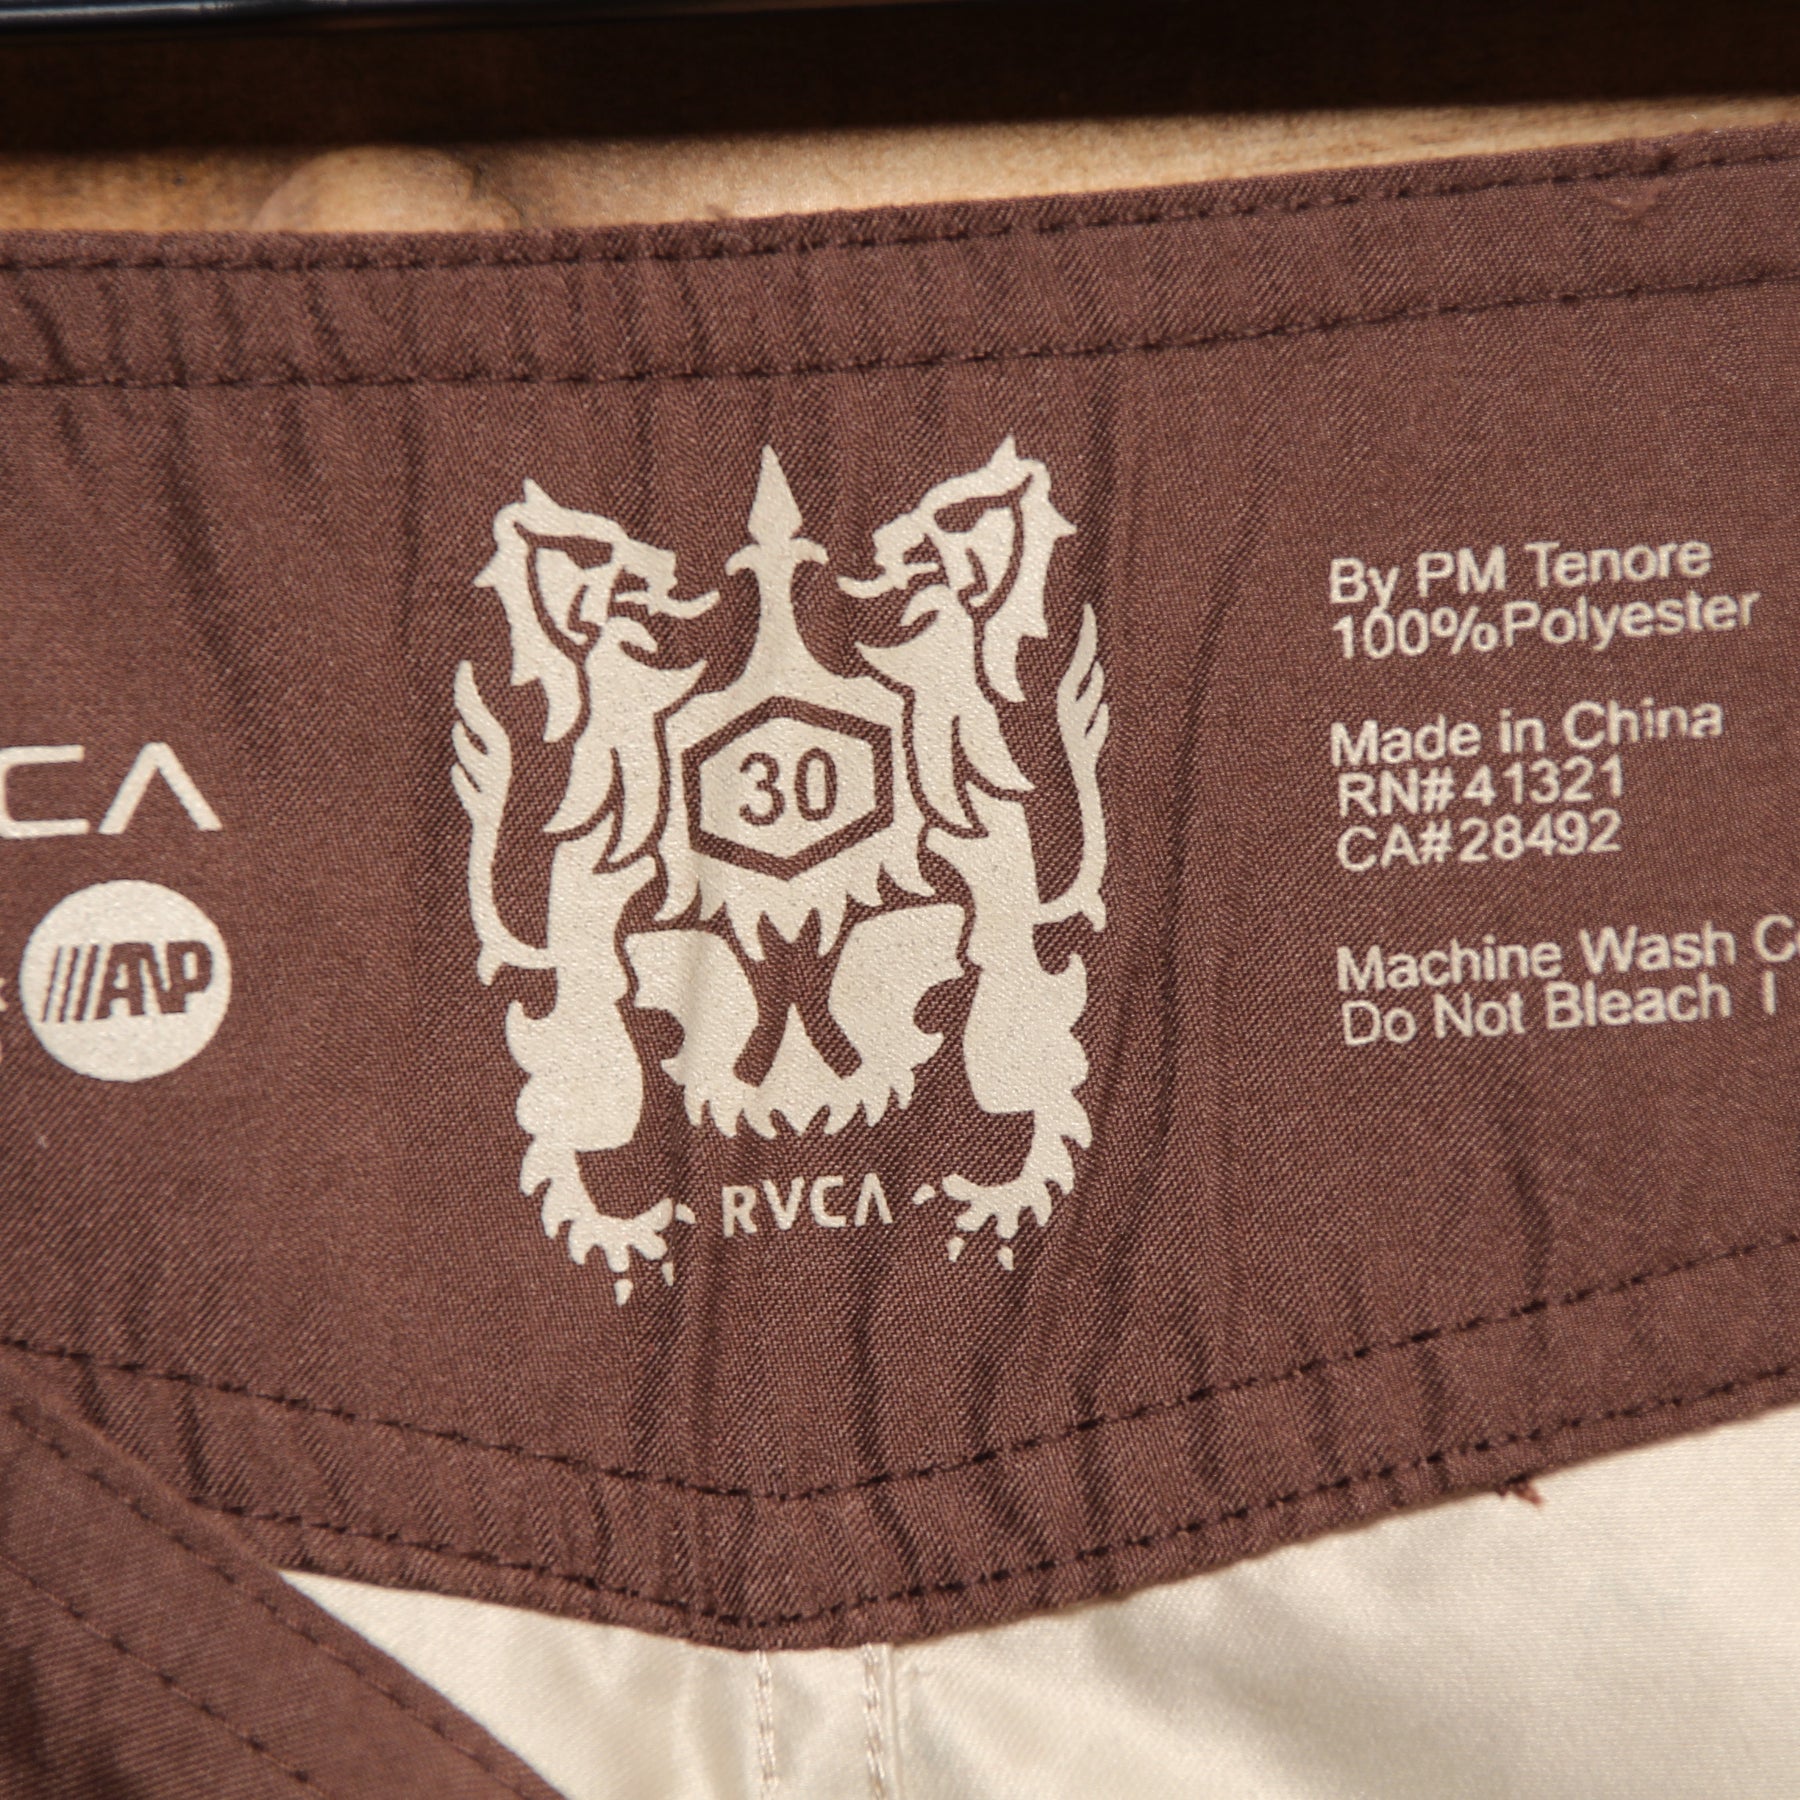 CA
ANP
30
RVCA
By PM Tenore
100%Polyester
Made in China
RN#41321
CA#28492
Machine Wash
Do Not Bleach